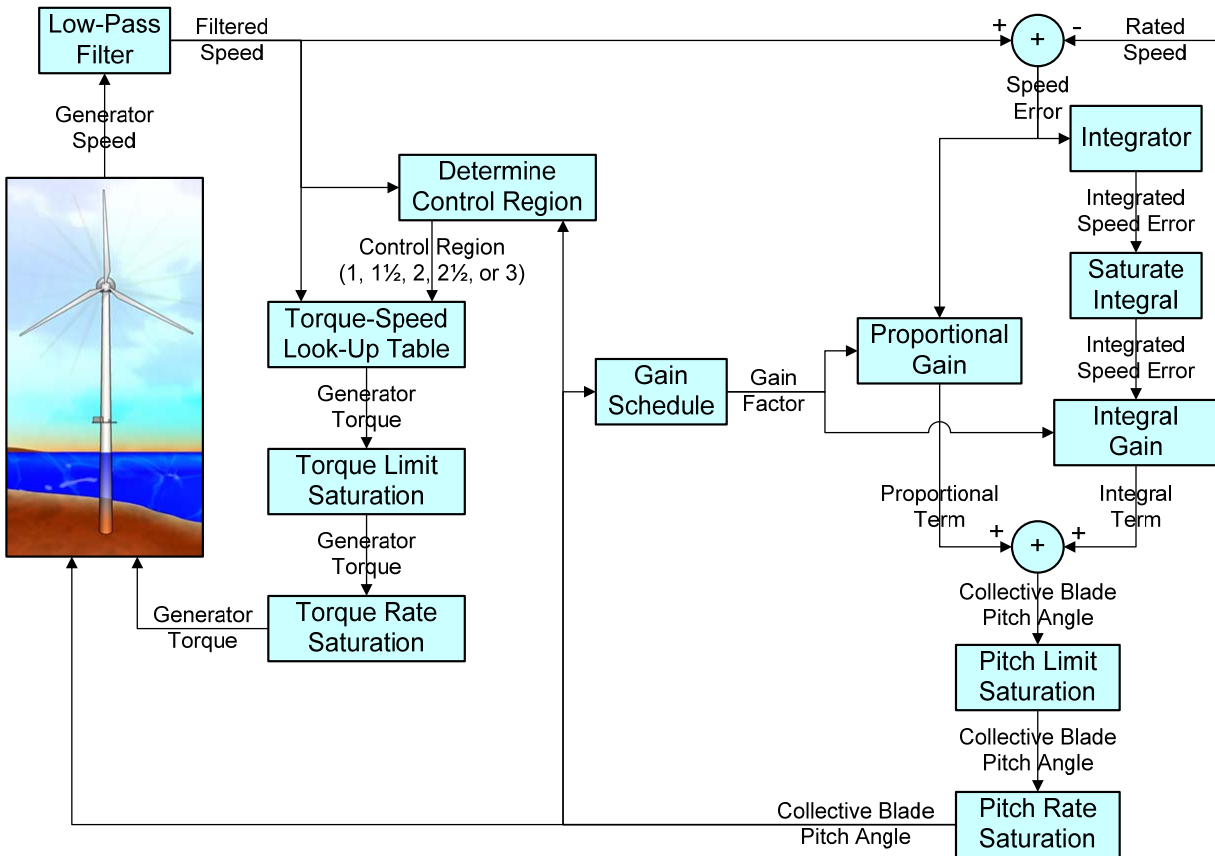 Low-Pass
Filter
Filtered
Speed
+
+
-
Rated
Speed
Generator
Speed
Speed
Error
Integrator
Determine
Control Region
Integrated
Speed Error
Control Region
(1, 1½, 2, 2½, or 3)
Saturate
Integral
Torque-Speed
Look-Up Table
Proportional
Gain
Integrated
Speed Error
Gain
Schedule
Gain
Factor
Generator
Torque
Integral
Gain
Torque Limit
Saturation
Proportional
Term
Integral
Term
+
+
+
Generator
Torque
Collective Blade
Pitch Angle
Generator
Torque
Torque Rate
Saturation
Pitch Limit
Saturation
Collective Blade
Pitch Angle
Collective Blade
Pitch Angle
Pitch Rate
Saturation